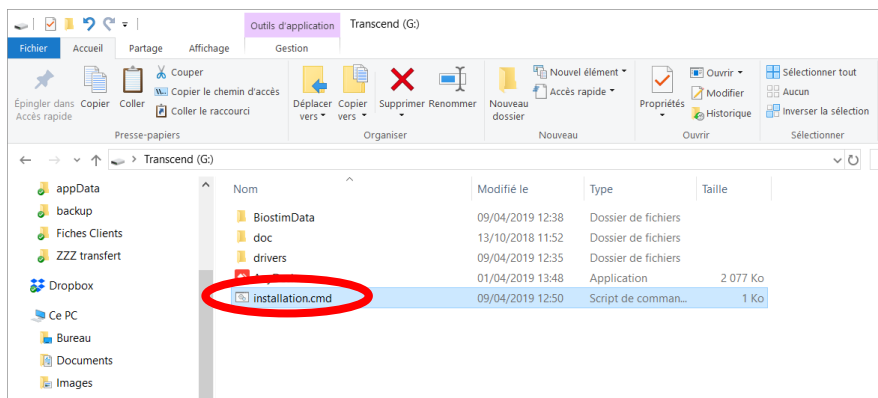 Outils d'application Transcend (G:)
Fichier Accueil Partage Affichage Gestion
Épingler dans Accès rapide
Copier
Coller
Couper
Copier le chemin d'accès
Coller le raccourci
Déplacer vers
Copier vers
Supprimer
Renommer
Nouveau dossier
Nouvel élément
Accès rapide
Propriétés
Ouvrir
Modifier
Historique
Sélectionner tout
Aucun
Inverser la sélection
Presse-papiers Organiser Nouveau Ouvrir Sélectionner
Transcend (G:)
appData
backup
Fiches Clients
ZZZ transfert
Dropbox
Ce PC
Bureau
Documents
Images
Nom Modifié le Type Taille
BiostimData 09/04/2019 12:38 Dossier de fichiers
doc 13/10/2018 11:52 Dossier de fichiers
drivers 09/04/2019 12:35 Dossier de fichiers
01/04/2019 13:48 Application 2 077 Ko
installation.cmd 09/04/2019 12:50 Script de comman... 1 Ko